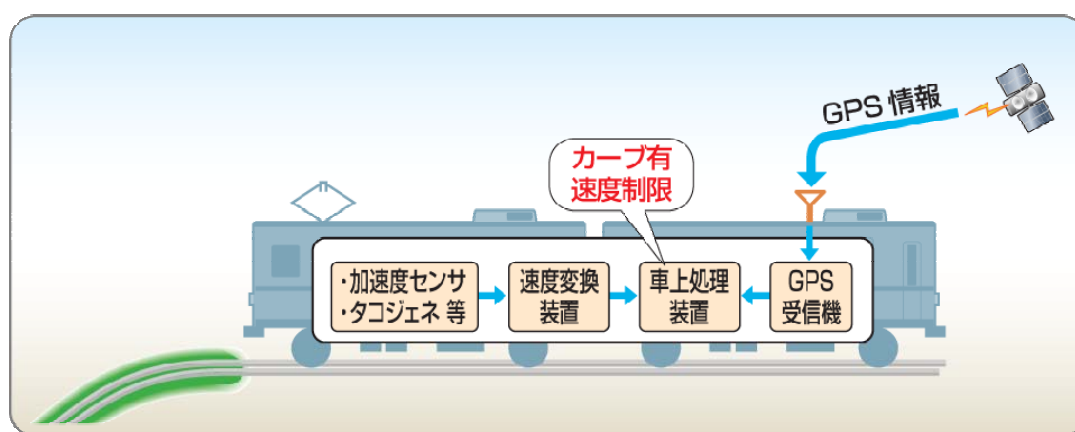 GPS 情報
カーブ有
速度制限
・加速度センサ
・タコジェネ 等
速度変換
装置
車上処理
装置
GPS
受信機